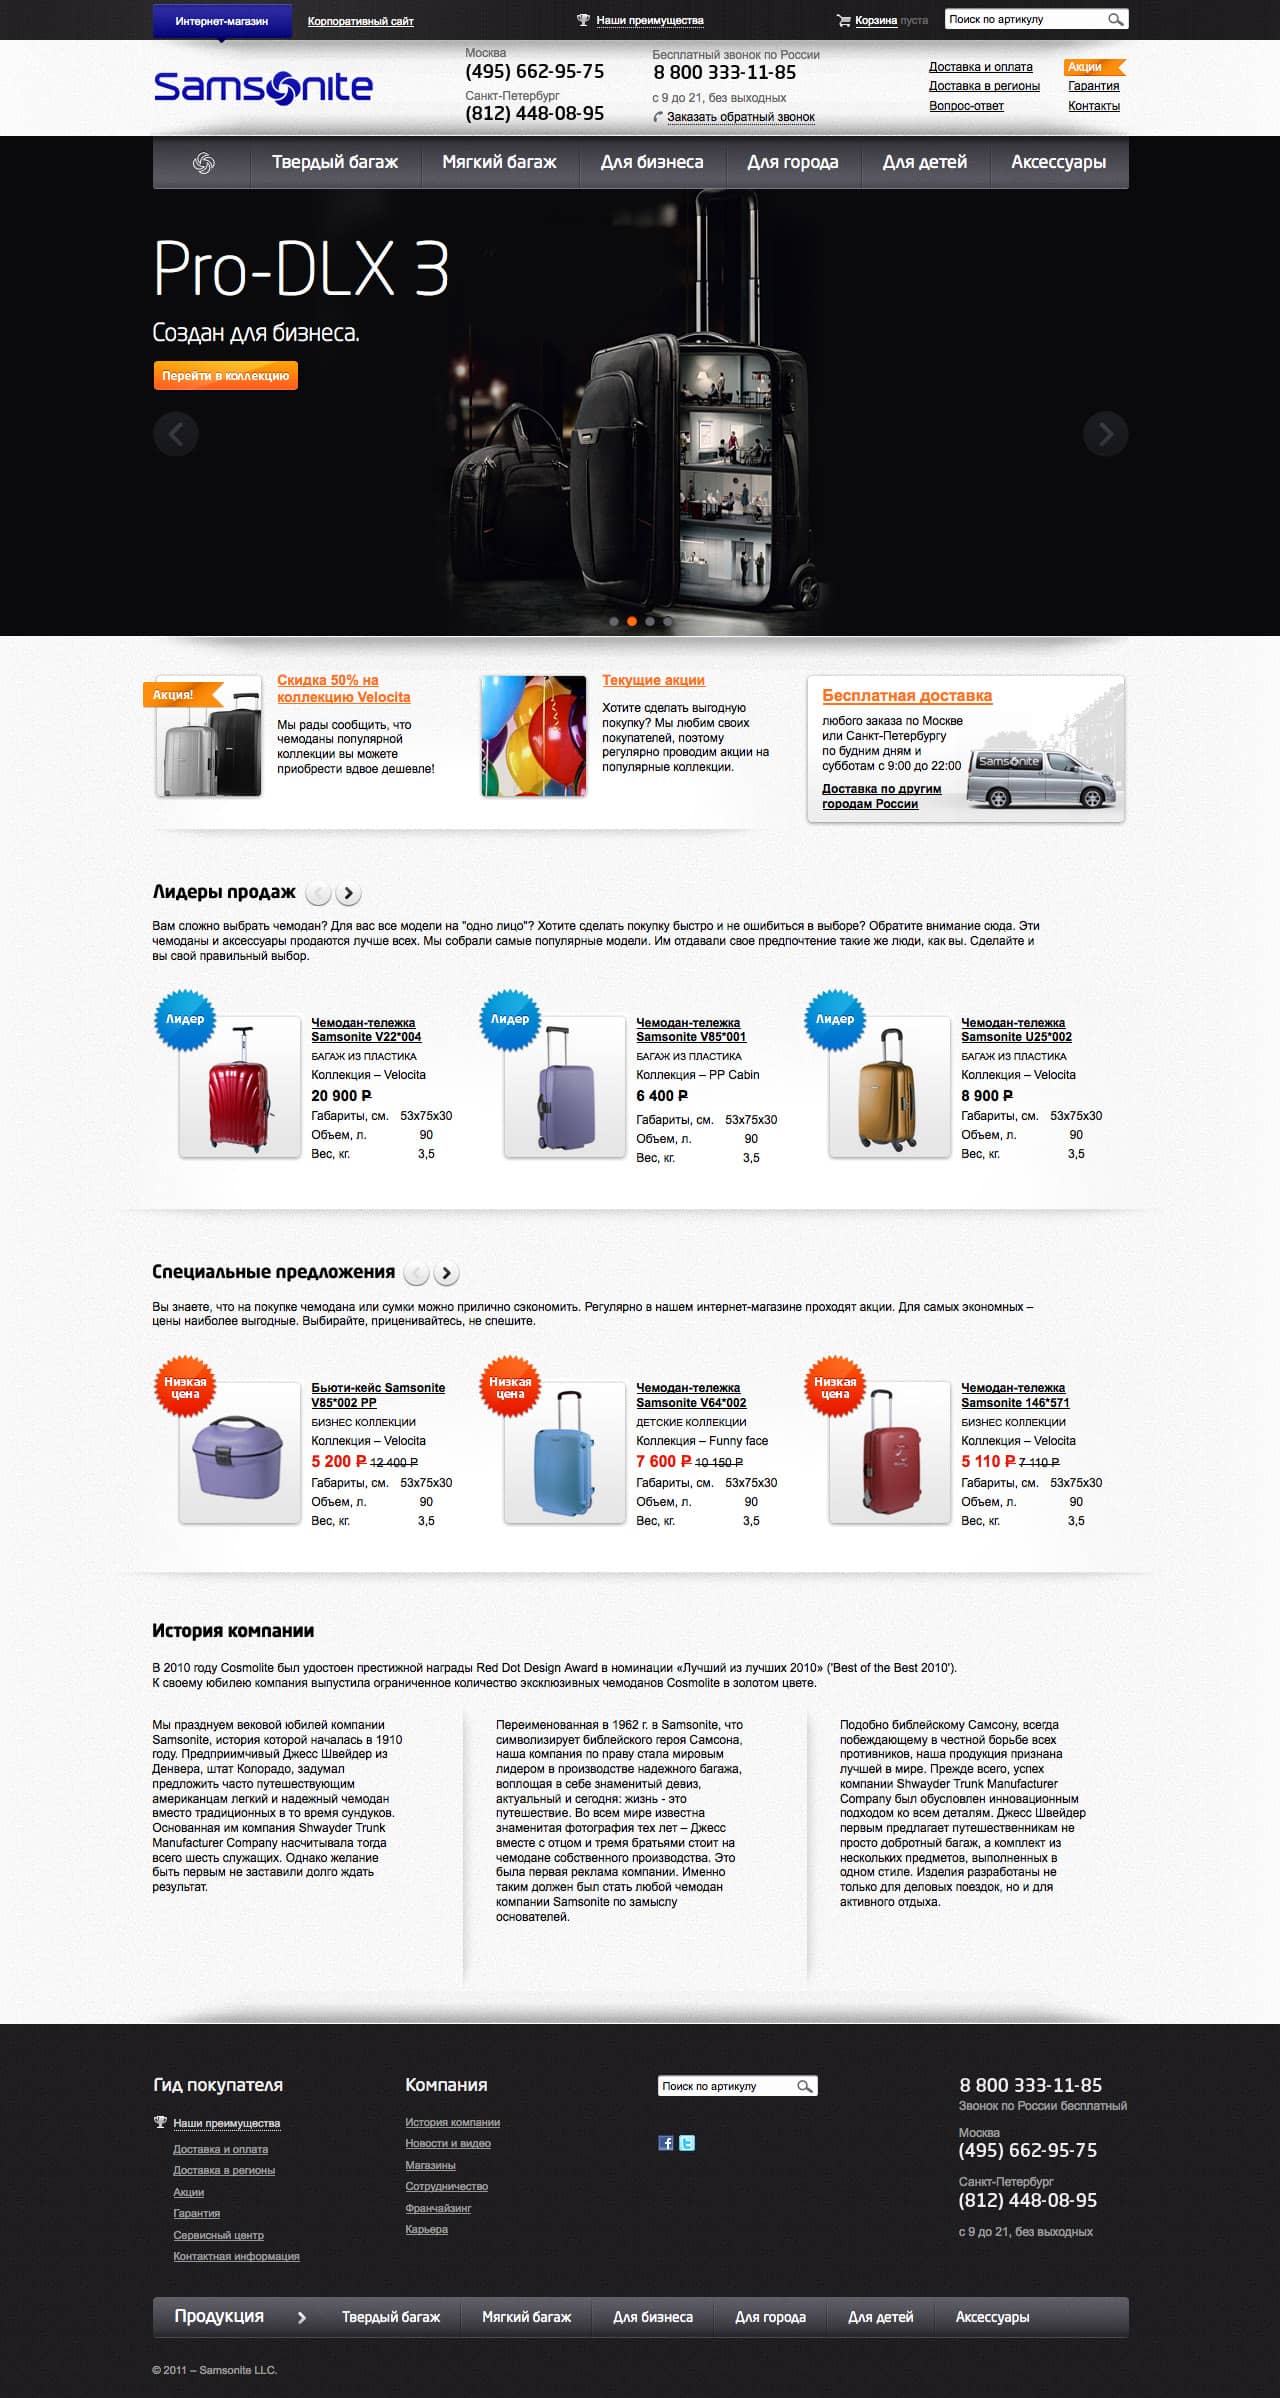 Интернет-магазин
Корпоративный сайт
Наши преимущества
Корзина пуста
Поиск по артикулу
Samsonite
Москва
(495) 662-95-75
Санкт-Петербург
(812) 448-08-95
Бесплатный звонок по России
8 800 333-11-85
с 9 до 21, без выходных
Заказать обратный звонок
Доставка и оплата
Доставка в регионы
Вопрос-ответ
Акции
Гарантия
Контакты
Твердый багаж
Мягкий багаж
Для бизнеса
Для города
Для детей
Аксессуары
Pro-DLX 3
Создан для бизнеса.
Перейти в коллекцию
Акция!
Скидка 50% на
коллекцию Velocita
Мы рады сообщить, что
чемоданы популярной
коллекции вы можете
приобрести вдвое дешевле!
Текущие акции
Хотите сделать выгодную
покупку? Мы любим своих
покупателей, поэтому
регулярно проводим акции на
популярные коллекции.
Бесплатная доставка
любого заказа по Москве
или Санкт-Петербургу
по будним дням и
субботам с 9:00 до 22:00
Доставка по другим
городам России
Samsonite
Лидеры продаж
Вам сложно выбрать чемодан? Для вас все модели на "одно лицо"? Хотите сделать покупку быстро и не ошибиться в выборе? Обратите внимание сюда. Эти
чемоданы и аксессуары продаются лучше всех. Мы собрали самые популярные модели. Им отдавали свое предпочтение такие же люди, как вы. Сделайте и
вы свой правильный выбор.
Лидер
Чемодан-тележка
Samsonite V22*004
БАГАЖ ИЗ ПЛАСТИКА
Коллекция – Velocita
20 900 Р
Габариты, см. 53x75x30
Объем, л. 90
Вес, кг. 3,5
Лидер
Чемодан-тележка
Samsonite V85*001
БАГАЖ ИЗ ПЛАСТИКА
Коллекция – PP Cabin
6 400 Р
Габариты, см. 53x75x30
Объем, л. 90
Вес, кг. 3,5
Лидер
Чемодан-тележка
Samsonite U25*002
БАГАЖ ИЗ ПЛАСТИКА
Коллекция – Velocita
8 900 Р
Габариты, см. 53x75x30
Объем, л. 90
Вес, кг. 3,5
Специальные предложения
Вы знаете, что на покупке чемодана или сумки можно прилично сэкономить. Регулярно в нашем интернет-магазине проходят акции. Для самых экономных –
цены наиболее выгодные. Выбирайте, приценивайтесь, не спешите.
Низкая
цена
Бьюти-кейс Samsonite
V85*002 PP
БИЗНЕС КОЛЛЕКЦИИ
Коллекция – Velocita
5 200 Р 12 400 Р
Габариты, см. 53x75x30
Объем, л. 90
Вес, кг. 3,5
Низкая
цена
Чемодан-тележка
Samsonite V64*002
ДЕТСКИЕ КОЛЛЕКЦИИ
Коллекция – Funny face
7 600 Р 10 150 Р
Габариты, см. 53x75x30
Объем, л. 90
Вес, кг. 3,5
Низкая
цена
Чемодан-тележка
Samsonite 146*571
БИЗНЕС КОЛЛЕКЦИИ
Коллекция – Velocita
5 110 Р 7 110 Р
Габариты, см. 53x75x30
Объем, л. 90
Вес, кг. 3,5
История компании
В 2010 году Cosmolite был удостоен престижной награды Red Dot Design Award в номинации «Лучший из лучших 2010» ('Best of the Best 2010').
К своему юбилею компания выпустила ограниченное количество эксклюзивных чемоданов Cosmolite в золотом цвете.
Мы празднуем вековой юбилей компании
Samsonite, история которой началась в 1910
году. Предприимчивый Джесс Швейдер из
Денвера, штат Колорадо, задумал
предложить часто путешествующим
американцам легкий и надежный чемодан
вместо традиционных в то время сундуков.
Основанная им компания Shwayder Trunk
Manufacturer Company насчитывала тогда
всего шесть служащих. Однако желание
быть первым не заставили долго ждать
результат.
Переименованная в 1962 г. в Samsonite, что
символизирует библейского героя Самсона,
наша компания по праву стала мировым
лидером в производстве надежного багажа,
воплощая в себе знаменитый девиз,
актуальный и сегодня: жизнь - это
путешествие. Во всем мире известна
знаменитая фотография тех лет – Джесс
вместе с отцом и тремя братьями стоит на
чемодане собственного производства. Это
была первая реклама компании. Именно
таким должен был стать любой чемодан
компании Samsonite по замыслу
основателей.
Подобно библейскому Самсону, всегда
побеждающему в честной борьбе всех
противников, наша продукция признана
лучшей в мире. Прежде всего, успех
компании Shwayder Trunk Manufacturer
Company был обусловлен инновационным
подходом ко всем деталям. Джесс Швейдер
первым предлагает путешественникам не
просто добротный багаж, а комплект из
нескольких предметов, выполненных в
одном стиле. Изделия разработаны не
только для деловых поездок, но и для
активного отдыха.
Гид покупателя
Наши преимущества
Доставка и оплата
Доставка в регионы
Акции
Гарантия
Сервисный центр
Контактная информация
Компания
История компании
Новости и видео
Магазины
Сотрудничество
Франчайзинг
Карьера
Поиск по артикулу
8 800 333-11-85
Звонок по России бесплатный
Москва
(495) 662-95-75
Санкт-Петербург
(812) 448-08-95
с 9 до 21, без выходных
Продукция
Твердый багаж
Мягкий багаж
Для бизнеса
Для города
Для детей
Аксессуары
© 2011 – Samsonite LLC.